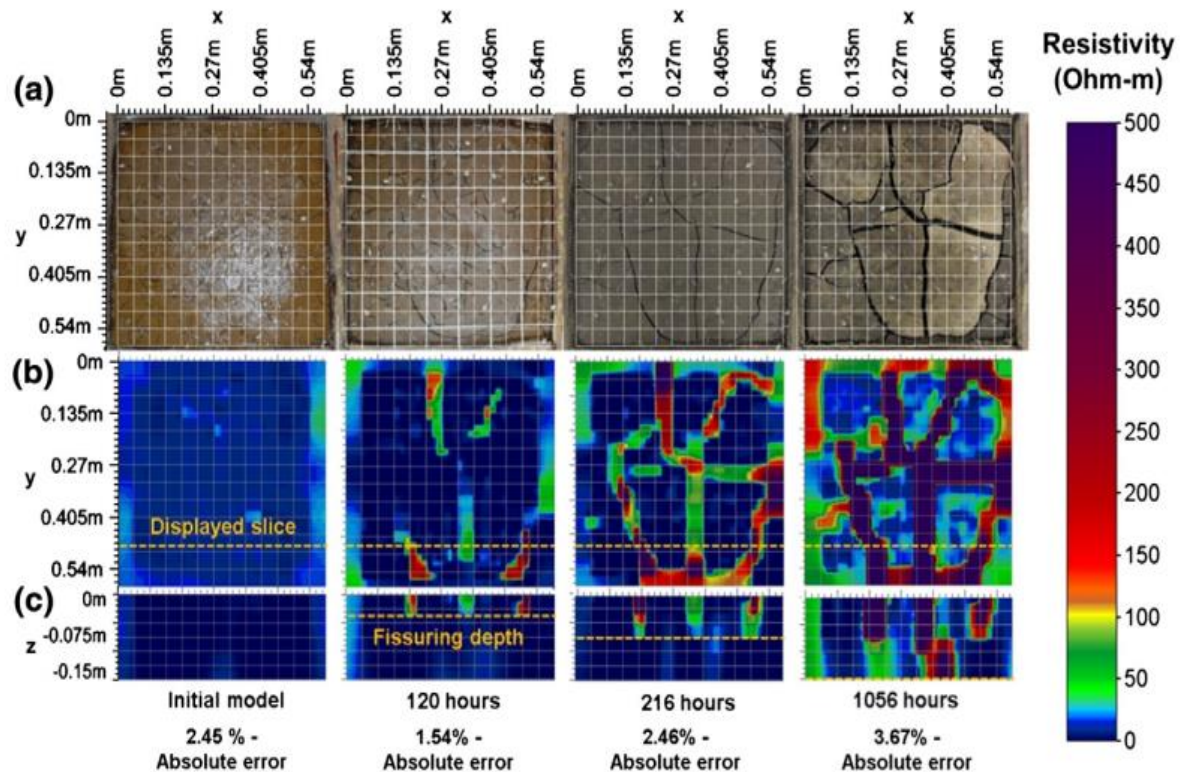 x x x x
0m 0.135m 0.27m 0.405m 0.54m 0m 0.135m 0.27m 0.405m 0.54m 0m 0.135m 0.27m 0.405m 0.54m 0m 0.135m 0.27m 0.405m 0.54m
Resistivity
(Ohm-m)
(a)
0m
0.135m
0.27m
y
0.405m
0.54m
(b)
0m
0.135m
0.27m
y
0.405m
Displayed slice
0.54m
(c)
0m
-0.075m
z
Fissuring depth
-0.15m
500
450
400
350
300
250
200
150
100
50
0
Initial model 120 hours 216 hours 1056 hours
2.45 % - 1.54% - 2.46% - 3.67% -
Absolute error Absolute error Absolute error Absolute error